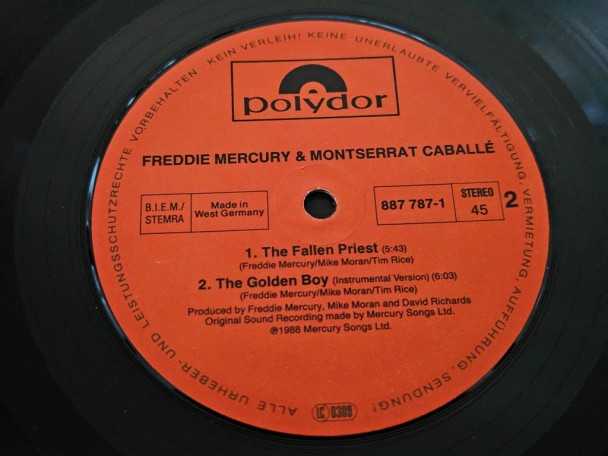 ALLE URHEBER- UND LEISTUNGSSCHUTZRECHTE VORBEHALTEN KEIN VERLEIH! KEINE UNERLAUBTE VERVIELFÄLTIGUNG, VERMIETUNG, AUFFÜHRUNG, SENDUNG!
polydor
FREDDIE MERCURY & MONTSERRAT CABALLÉ
B.I.E.M./
STEMRA
Made in
West Germany
887 787-1
STEREO
45
2
1. The Fallen Priest (5:43)
(Freddie Mercury/Mike Moran/Tim Rice)
2. The Golden Boy (Instrumental Version) (6:03)
(Freddie Mercury/Mike Moran/Tim Rice)
Produced by Freddie Mercury, Mike Moran and David Richards
Original Sound Recording made by Mercury Songs Ltd.
℗1988 Mercury Songs Ltd.
LC 0309